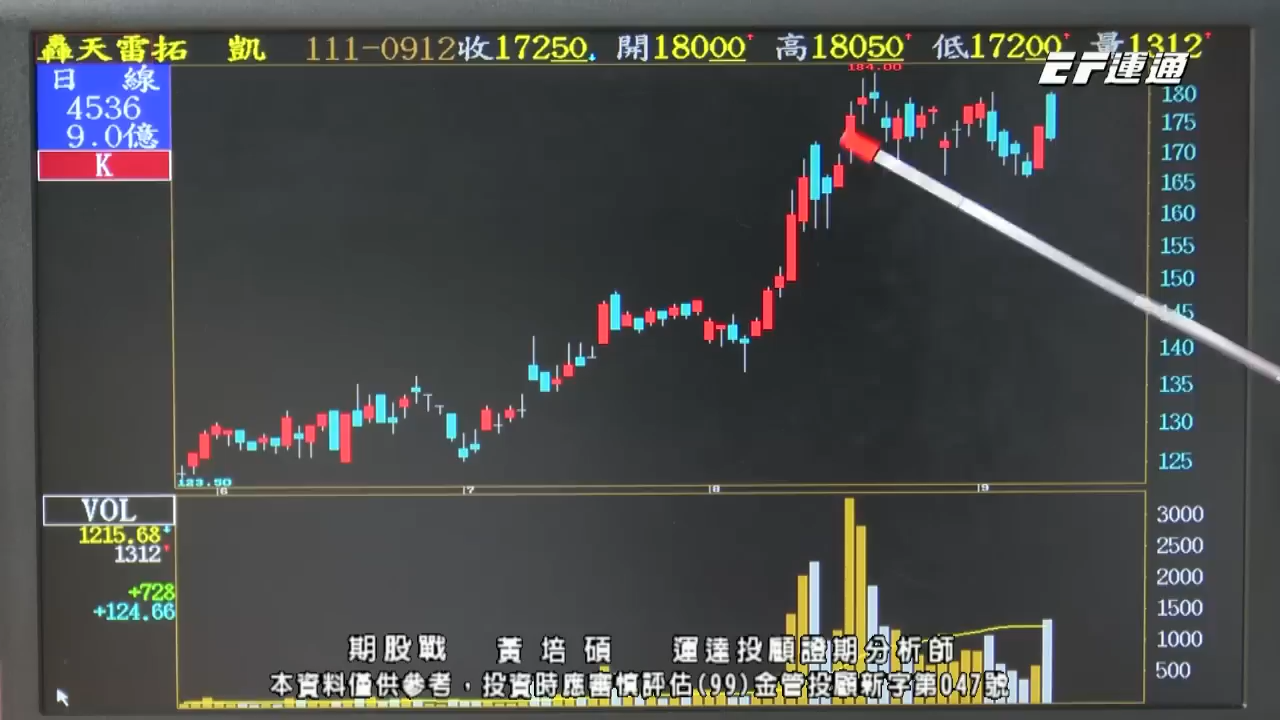 轟天雷拓 凱 111-0912收17250 開18000 高18050 低17200 量1312
EF連通
日 線
4536
9.0億
K
184.00
180
175
170
165
160
155
150
145
140
135
130
125
123.50
6 7 8 9
VOL
1215.68
1312
+728
+124.66
3000
2500
2000
1500
1000
500
期股戰 黃培碩 運達投顧證期分析師
本資料僅供參考，投資時應審慎評估(99)金管投顧新字第047號